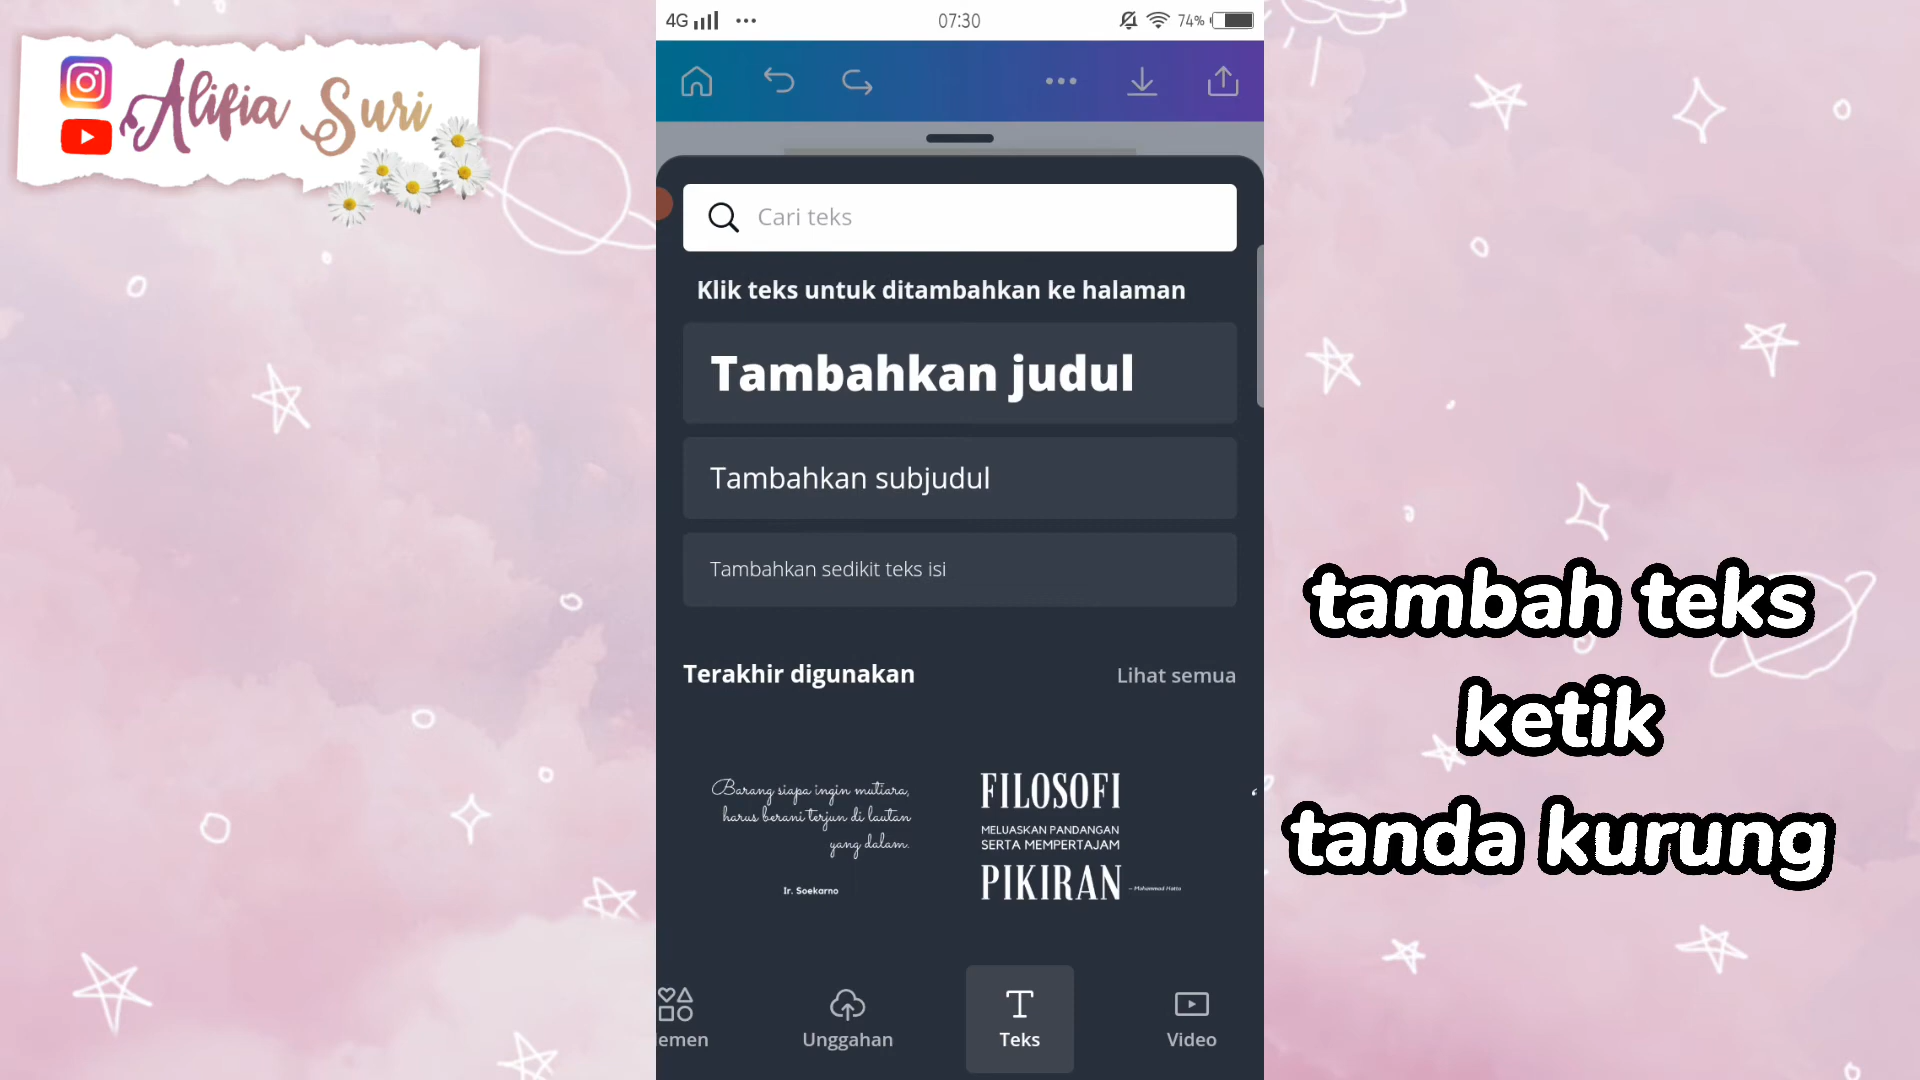 4G
07:30
74%
Alifia Suri
Cari teks
Klik teks untuk ditambahkan ke halaman
Tambahkan judul
Tambahkan subjudul
Tambahkan sedikit teks isi
Terakhir digunakan
Lihat semua
Barang siapa ingin mutiara,
harus berani terjun di lautan
yang dalam.
Ir. Soekarno
FILOSOFI
MELUASKAN PANDANGAN
SERTA MEMPERTAJAM
PIKIRAN
– Mohammad Hatta
emen
Unggahan
Teks
Video
tambah teks
ketik
tanda kurung